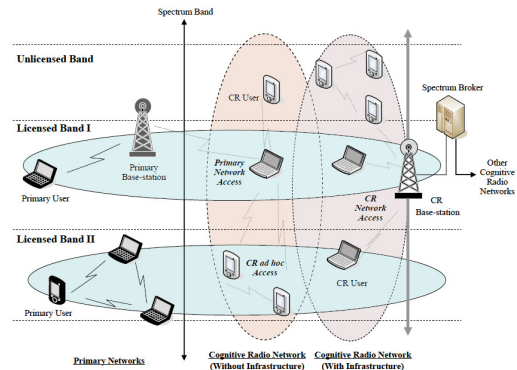 Spectrum Band
Unlicensed Band
CR User
Spectrum Broker
Licensed Band I
Primary
Base-station
Primary
Network
Access
Primary User
CR
Network
Access
CR
Base-station
Other
Cognitive
Radio
Networks
Licensed Band II
CR ad hoc
Access
CR User
Primary User
Primary Networks
Cognitive Radio Network
(Without Infrastructure)
Cognitive Radio Network
(With Infrastructure)